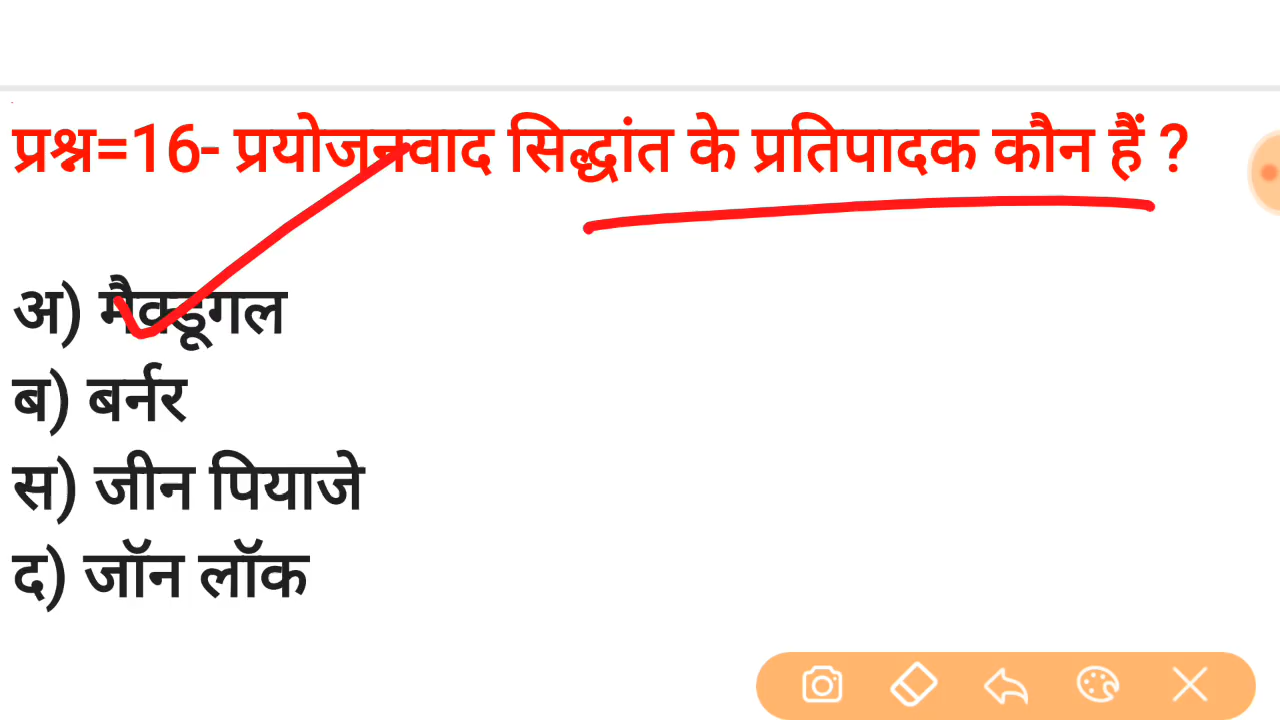 प्रश्न=16- प्रयोजनवाद सिद्धांत के प्रतिपादक कौन हैं ?
अ) मैक्डूगल
ब) बर्नर
स) जीन पियाजे
द) जॉन लॉक